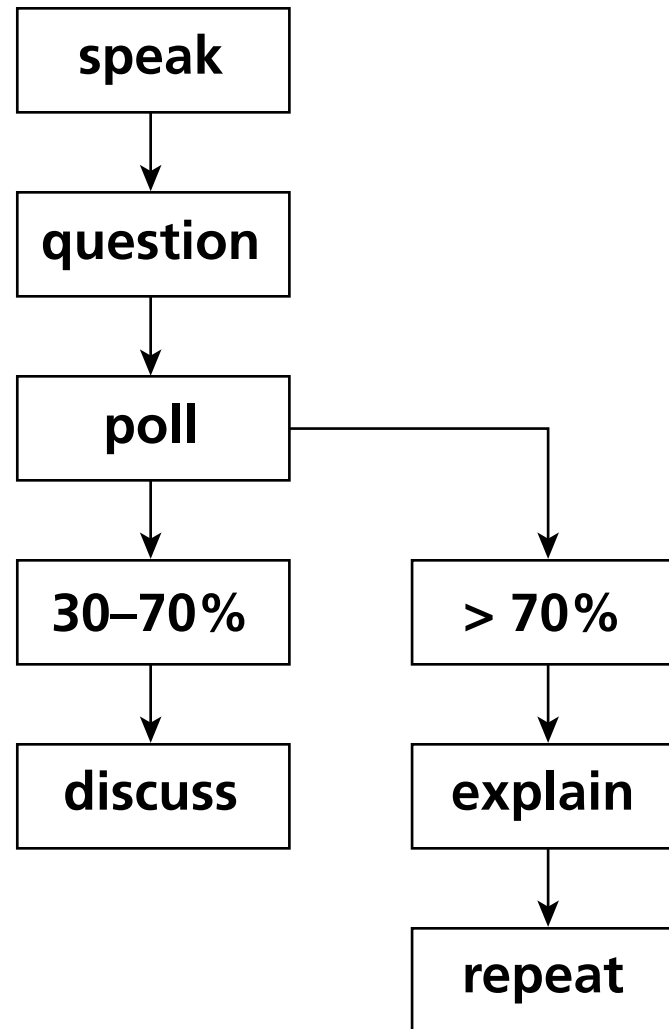 speak
question
poll
30–70%
> 70%
discuss
explain
repeat